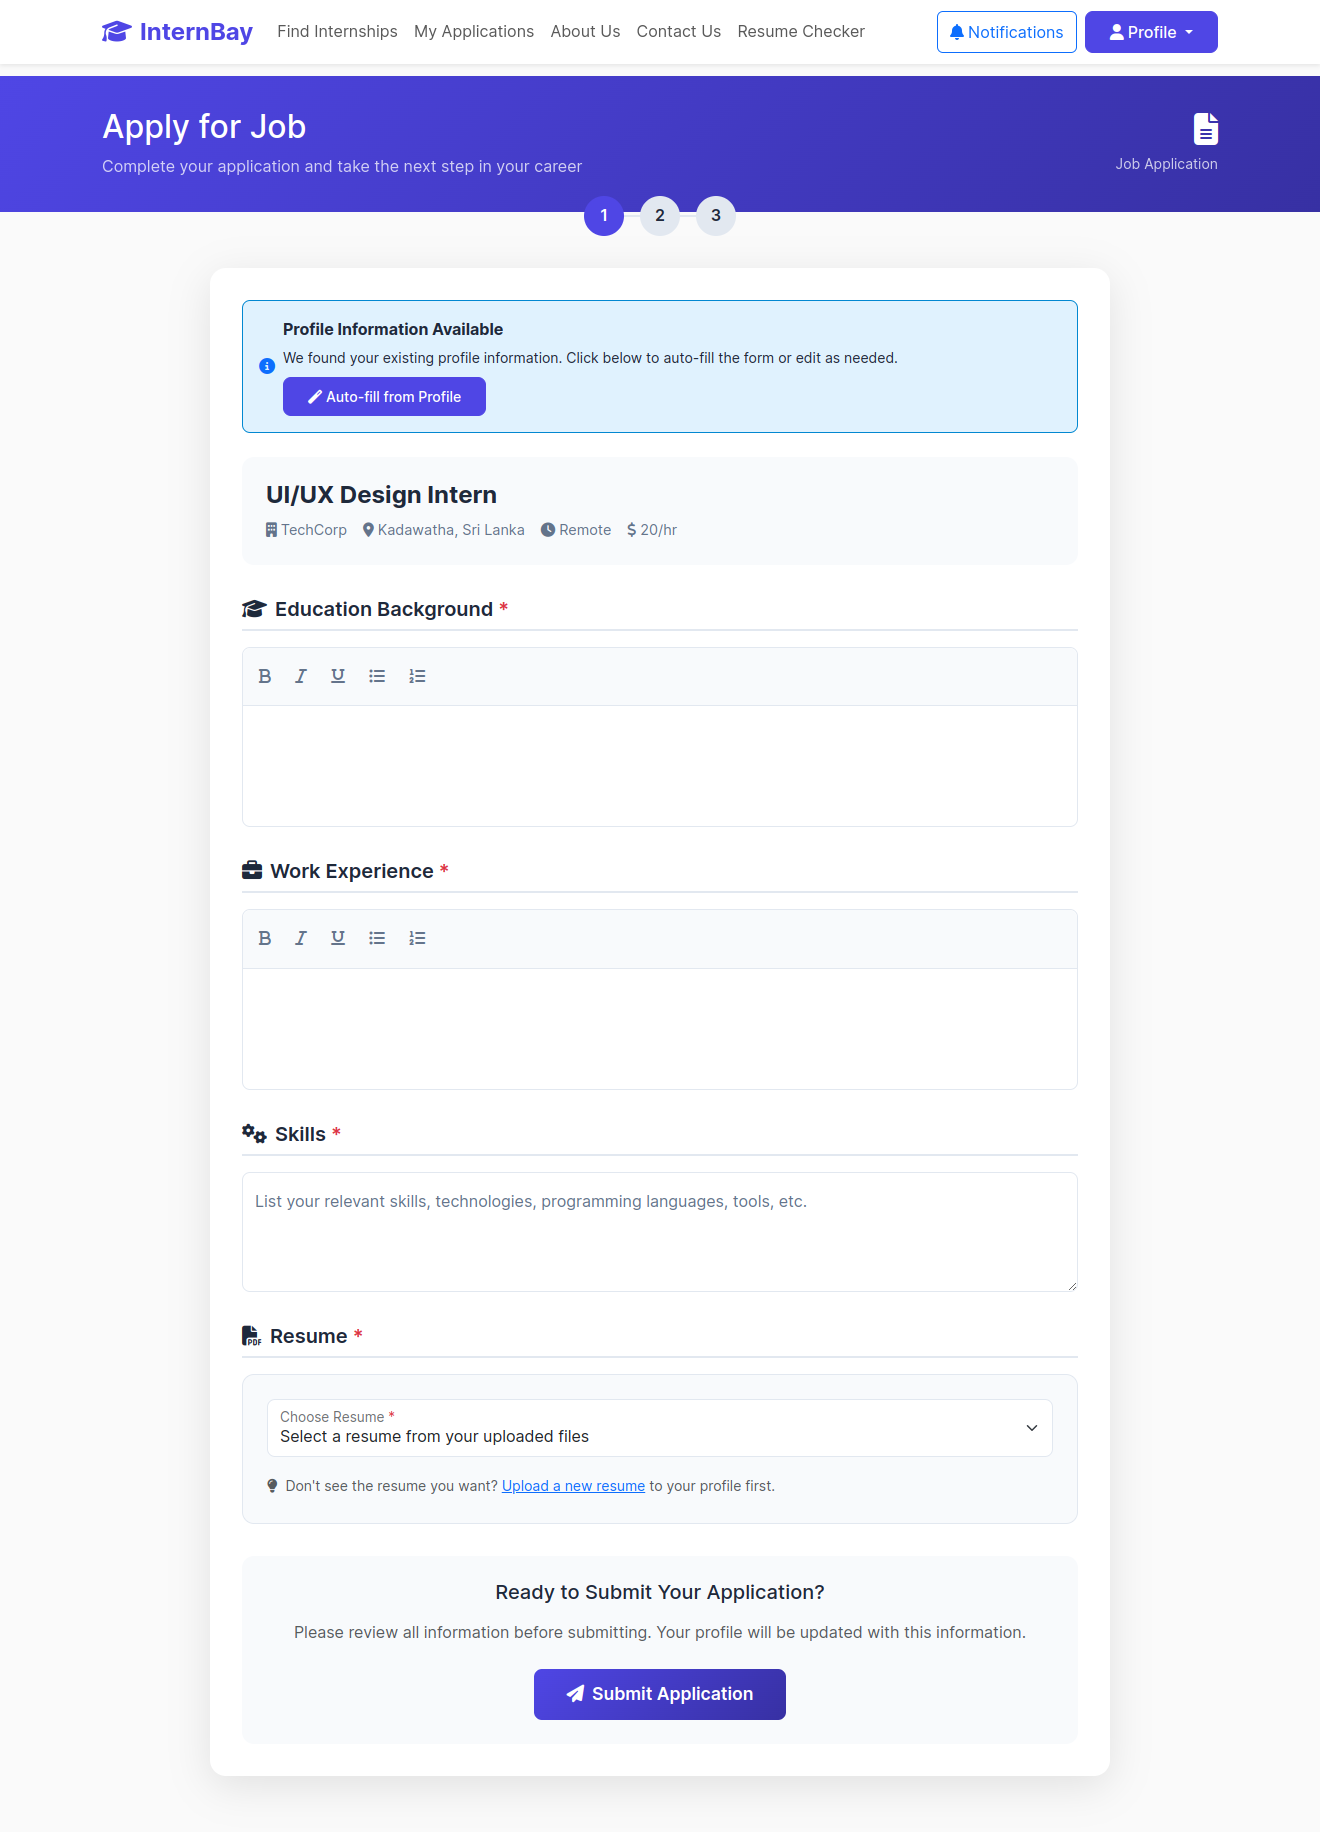 InternBay Find Internships My Applications About Us Contact Us Resume Checker Notifications Profile
Apply for Job
Complete your application and take the next step in your career
Job Application
1 2 3
Profile Information Available
We found your existing profile information. Click below to auto-fill the form or edit as needed.
Auto-fill from Profile
UI/UX Design Intern
TechCorp Kadawatha, Sri Lanka Remote $ 20/hr
Education Background *
Work Experience *
Skills *
List your relevant skills, technologies, programming languages, tools, etc.
PDF Resume *
Choose Resume *
Select a resume from your uploaded files
Don't see the resume you want? Upload a new resume to your profile first.
Ready to Submit Your Application?
Please review all information before submitting. Your profile will be updated with this information.
Submit Application